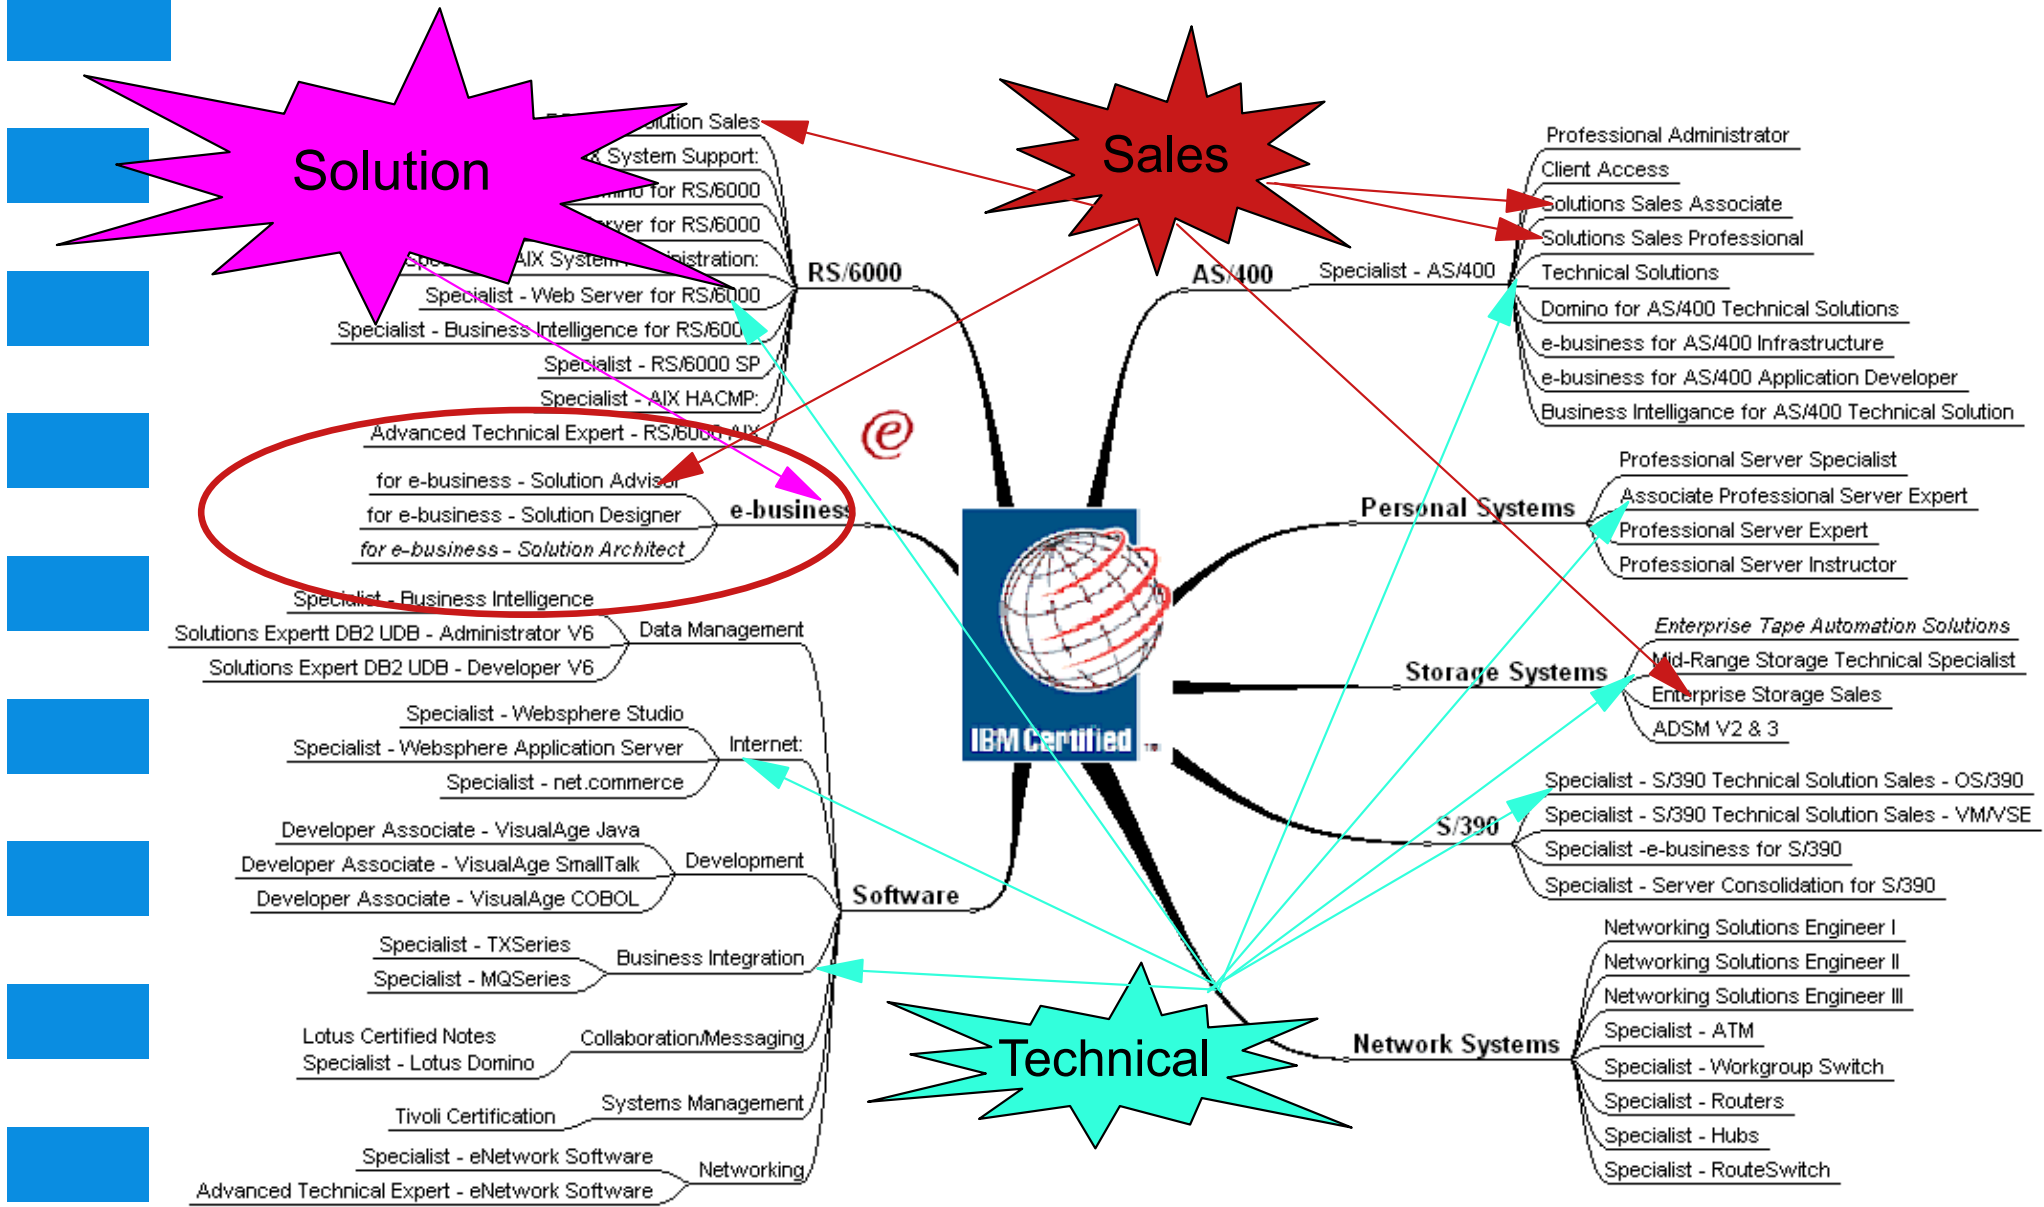 Solution
Sales
Solution Sales
System Support:
for RS/6000
for RS/6000
AIX System
Specialist - Web Server for RS/6000
Specialist - Business Intelligence for RS/6000
Specialist - RS/6000 SP
Specialist - AIX HACMP:
Advanced Technical Expert - RS/6000 AIX
RS/6000
for e-business - Solution Advisor
for e-business - Solution Designer
for e-business - Solution Architect
e-business
Specialist - Business Intelligence
Solutions Expertt DB2 UDB - Administrator V6
Solutions Expert DB2 UDB - Developer V6
Data Management
Specialist - Websphere Studio
Specialist - Websphere Application Server
Specialist - net.commerce
Internet:
Developer Associate - VisualAge Java
Developer Associate - VisualAge SmallTalk
Developer Associate - VisualAge COBOL
Development
Software
Specialist - TXSeries
Specialist - MQSeries
Business Integration
Lotus Certified Notes
Specialist - Lotus Domino
Collaboration/Messaging
Tivoli Certification
Systems Management
Specialist - eNetwork Software
Advanced Technical Expert - eNetwork Software
Networking
e
IBM Certified ™
AS/400
Specialist - AS/400
Professional Administrator
Client Access
Solutions Sales Associate
Solutions Sales Professional
Technical Solutions
Domino for AS/400 Technical Solutions
e-business for AS/400 Infrastructure
e-business for AS/400 Application Developer
Business Intelligance for AS/400 Technical Solution
Personal Systems
Professional Server Specialist
Associate Professional Server Expert
Professional Server Expert
Professional Server Instructor
Storage Systems
Enterprise Tape Automation Solutions
Mid-Range Storage Technical Specialist
Enterprise Storage Sales
ADSM V2 & 3
S/390
Specialist - S/390 Technical Solution Sales - OS/390
Specialist - S/390 Technical Solution Sales - VM/VSE
Specialist -e-business for S/390
Specialist - Server Consolidation for S/390
Network Systems
Networking Solutions Engineer I
Networking Solutions Engineer II
Networking Solutions Engineer III
Specialist - ATM
Specialist - Workgroup Switch
Specialist - Routers
Specialist - Hubs
Specialist - RouteSwitch
Technical